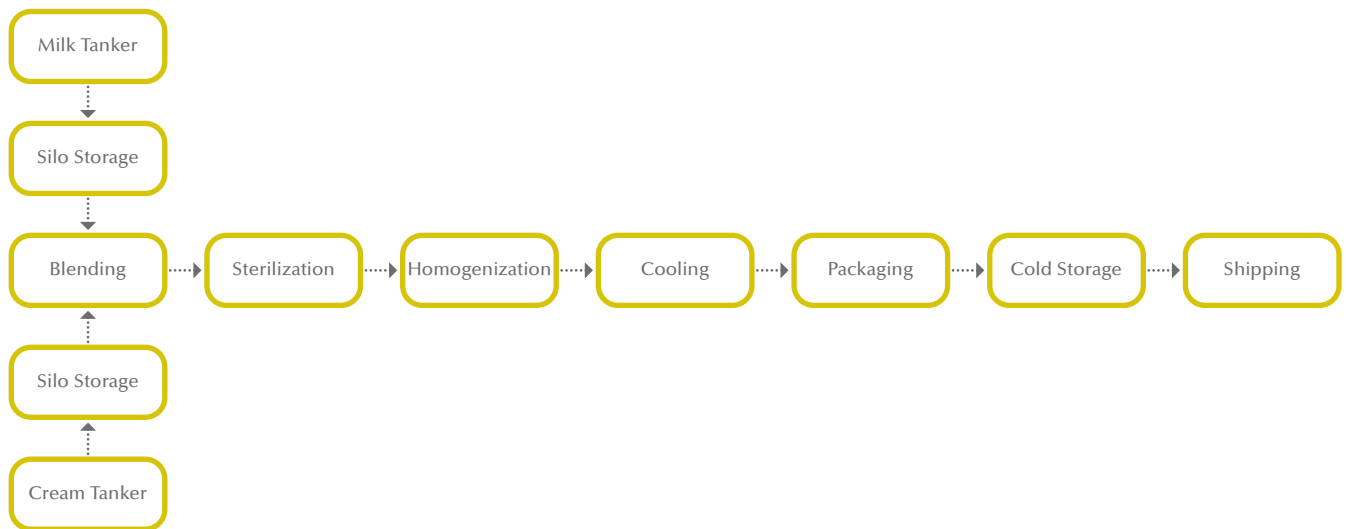 Milk Tanker
Silo Storage
Blending
Sterilization
Homogenization
Cooling
Packaging
Cold Storage
Shipping
Silo Storage
Cream Tanker